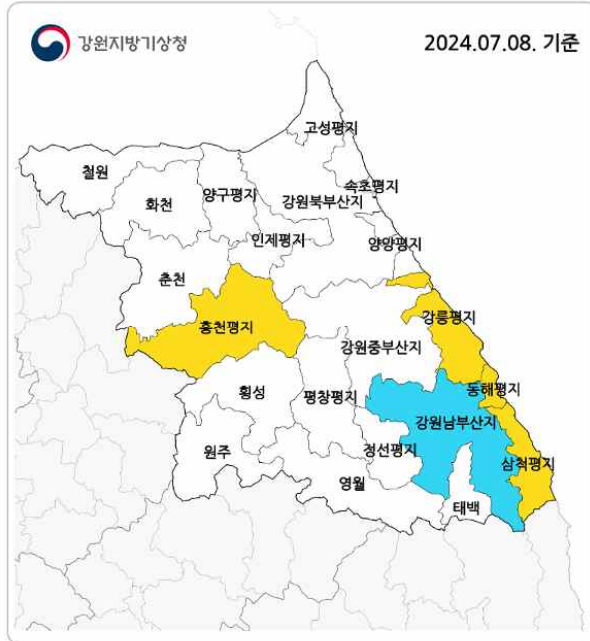 강원지방기상청
2024.07.08. 기준
고성평지
철원
속초평지
양구평지
강원북부산지
화천
인제평지
양양평지
춘천
강릉평지
홍천평지
강원중부산지
동해평지
횡성
평창평지
강원남부산지
정선평지
원주
삼척평지
영월
태백